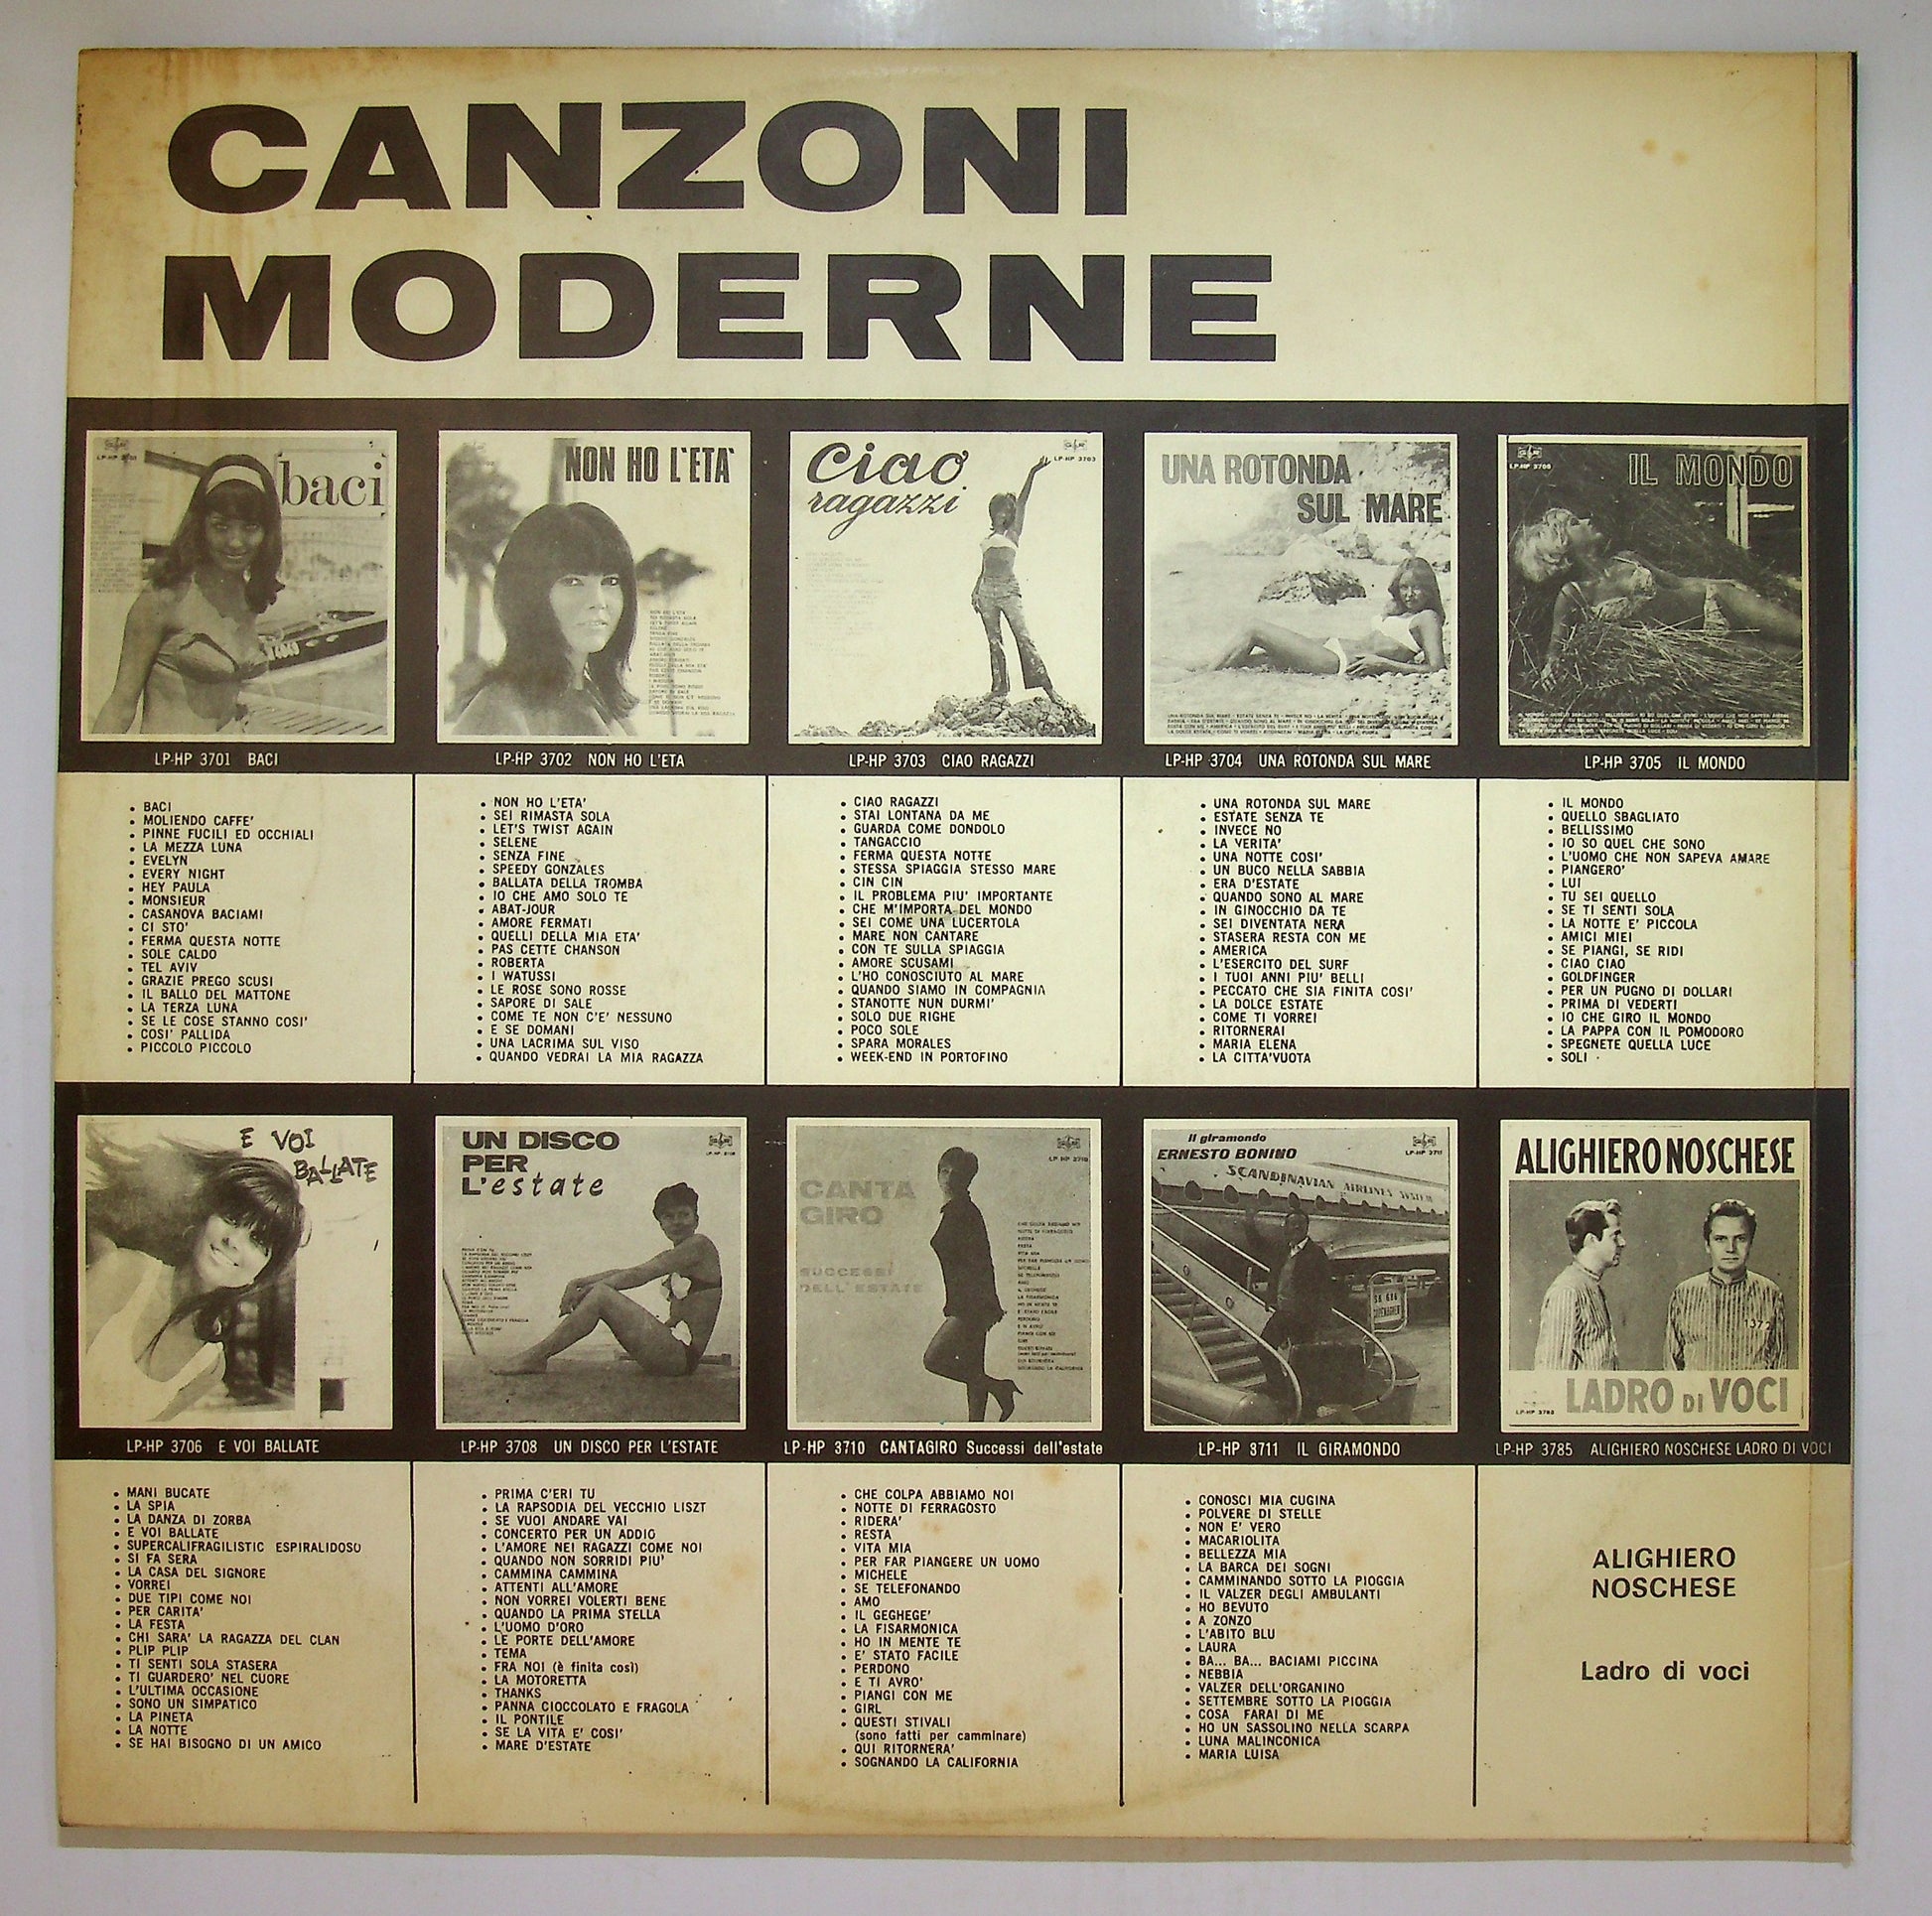 CANZONI
MODERNE
baci
NON HO L'ETA'
Ciao
ragazzi
LP-HP 3703
UNA ROTONDA
SUL MARE
IL MONDO
LP-HP 3701 BACI
LP-HP 3702 NON HO L'ETA
LP-HP 3703 CIAO RAGAZZI
LP-HP 3704 UNA ROTONDA SUL MARE
LP-HP 3705 IL MONDO
• BACI
• MOLIENDO CAFFE'
• PINNE FUCILI ED OCCHIALI
• LA MEZZA LUNA
• EVELYN
• EVERY NIGHT
• HEY PAULA
• MONSIEUR
• CASANOVA BACIAMI
• CI STO'
• FERMA QUESTA NOTTE
• SOLE CALDO
• TEL AVIV
• GRAZIE PREGO SCUSI
• IL BALLO DEL MATTONE
• LA TERZA LUNA
• SE LE COSE STANNO COSI'
• COSI' PALLIDA
• PICCOLO PICCOLO
• NON HO L'ETA'
• SEI RIMASTA SOLA
• LET'S TWIST AGAIN
• SELENE
• SENZA FINE
• SPEEDY GONZALES
• BALLATA DELLA TROMBA
• IO CHE AMO SOLO TE
• ABAT-JOUR
• AMORE FERMATI
• QUELLI DELLA MIA ETA'
• PAS CETTE CHANSON
• ROBERTA
• I WATUSSI
• LE ROSE SONO ROSSE
• SAPORE DI SALE
• COME TE NON C'E' NESSUNO
• E SE DOMANI
• UNA LACRIMA SUL VISO
• QUANDO VEDRAI LA MIA RAGAZZA
• CIAO RAGAZZI
• STAI LONTANA DA ME
• GUARDA COME DONDOLO
• TANGACCIO
• FERMA QUESTA NOTTE
• STESSA SPIAGGIA STESSO MARE
• CIN CIN
• IL PROBLEMA PIU' IMPORTANTE
• CHE M'IMPORTA DEL MONDO
• SEI COME UNA LUCERTOLA
• MARE NON CANTARE
• CON TE SULLA SPIAGGIA
• AMORE SCUSAMI
• L'HO CONOSCIUTO AL MARE
• QUANDO SIAMO IN COMPAGNIA
• STANOTTE NUN DURMI'
• SOLO DUE RIGHE
• POCO SOLE
• SPARA MORALES
• WEEK-END IN PORTOFINO
• UNA ROTONDA SUL MARE
• ESTATE SENZA TE
• INVECE NO
• LA VERITA'
• UNA NOTTE COSI'
• UN BUCO NELLA SABBIA
• ERA D'ESTATE
• QUANDO SONO AL MARE
• IN GINOCCHIO DA TE
• SEI DIVENTATA NERA
• STASERA RESTA CON ME
• AMERICA
• L'ESERCITO DEL SURF
• I TUOI ANNI PIU' BELLI
• PECCATO CHE SIA FINITA COSI'
• LA DOLCE ESTATE
• COME TI VORREI
• RITORNERAI
• MARIA ELENA
• LA CITTA'VUOTA
• IL MONDO
• QUELLO SBAGLIATO
• BELLISSIMO
• IO SO QUEL CHE SONO
• L'UOMO CHE NON SAPEVA AMARE
• PIANGERO'
• LUI
• TU SEI QUELLO
• SE TI SENTI SOLA
• LA NOTTE E' PICCOLA
• AMICI MIEI
• SE PIANGI, SE RIDI
• CIAO CIAO
• GOLDFINGER
• PER UN PUGNO DI DOLLARI
• PRIMA DI VEDERTI
• IO CHE GIRO IL MONDO
• LA PAPPA CON IL POMODORO
• SPEGNETE QUELLA LUCE
• SOLI
E VOI
BALLATE
UN DISCO
PER
L'estate
CANTA
GIRO
SUCCESSI
DELL'ESTATE
Il giramondo
ERNESTO BONINO
LP-HP 3711
SCANDINAVIAN AIRLINES SYSTEM
ALIGHIERO NOSCHESE
1372
LADRO DI VOCI
LP-HP 3706 E VOI BALLATE
LP-HP 3708 UN DISCO PER L'ESTATE
LP-HP 3710 CANTAGIRO Successi dell'estate
LP-HP 3711 IL GIRAMONDO
LP-HP 3785 ALIGHIERO NOSCHESE LADRO DI VOCI
• MANI BUCATE
• LA SPIA
• LA DANZA DI ZORBA
• E VOI BALLATE
• SUPERCALIFRAGILISTIC ESPIRALIDOSO
• SI FA SERA
• LA CASA DEL SIGNORE
• VORREI
• DUE TIPI COME NOI
• PER CARITA'
• LA FESTA
• CHI SARA' LA RAGAZZA DEL CLAN
• PLIP PLIP
• TI SENTI SOLA STASERA
• TI GUARDERO' NEL CUORE
• L'ULTIMA OCCASIONE
• SONO UN SIMPATICO
• LA PINETA
• LA NOTTE
• SE HAI BISOGNO DI UN AMICO
• PRIMA C'ERI TU
• LA RAPSODIA DEL VECCHIO LISZT
• SE VUOI ANDARE VAI
• CONCERTO PER UN ADDIO
• L'AMORE NEI RAGAZZI COME NOI
• QUANDO NON SORRIDI PIU'
• CAMMINA CAMMINA
• ATTENTI ALL'AMORE
• NON VORREI VOLERTI BENE
• QUANDO LA PRIMA STELLA
• L'UOMO D'ORO
• LE PORTE DELL'AMORE
• TEMA
• FRA NOI (è finita così)
• LA MOTORETTA
• THANKS
• PANNA CIOCCOLATO E FRAGOLA
• IL PONTILE
• SE LA VITA E' COSI'
• MARE D'ESTATE
• CHE COLPA ABBIAMO NOI
• NOTTE DI FERRAGOSTO
• RIDERA'
• RESTA
• VITA MIA
• PER FAR PIANGERE UN UOMO
• MICHELE
• SE TELEFONANDO
• AMO
• IL GEGHEGE'
• LA FISARMONICA
• HO IN MENTE TE
• E' STATO FACILE
• PERDONO
• E TI AVRO'
• PIANGI CON ME
• GIRL
• QUESTI STIVALI
(sono fatti per camminare)
• QUI RITORNERA'
• SOGNANDO LA CALIFORNIA
• CONOSCI MIA CUGINA
• POLVERE DI STELLE
• NON E' VERO
• MACARIOLITA
• BELLEZZA MIA
• LA BARCA DEI SOGNI
• CAMMINANDO SOTTO LA PIOGGIA
• IL VALZER DEGLI AMBULANTI
• HO BEVUTO
• A ZONZO
• L'ABITO BLU
• LAURA
• BA... BA... BACIAMI PICCINA
• NEBBIA
• VALZER DELL'ORGANINO
• SETTEMBRE SOTTO LA PIOGGIA
• COSA FARAI DI ME
• HO UN SASSOLINO NELLA SCARPA
• LUNA MALINCONICA
• MARIA LUISA
ALIGHIERO
NOSCHESE
Ladro di voci